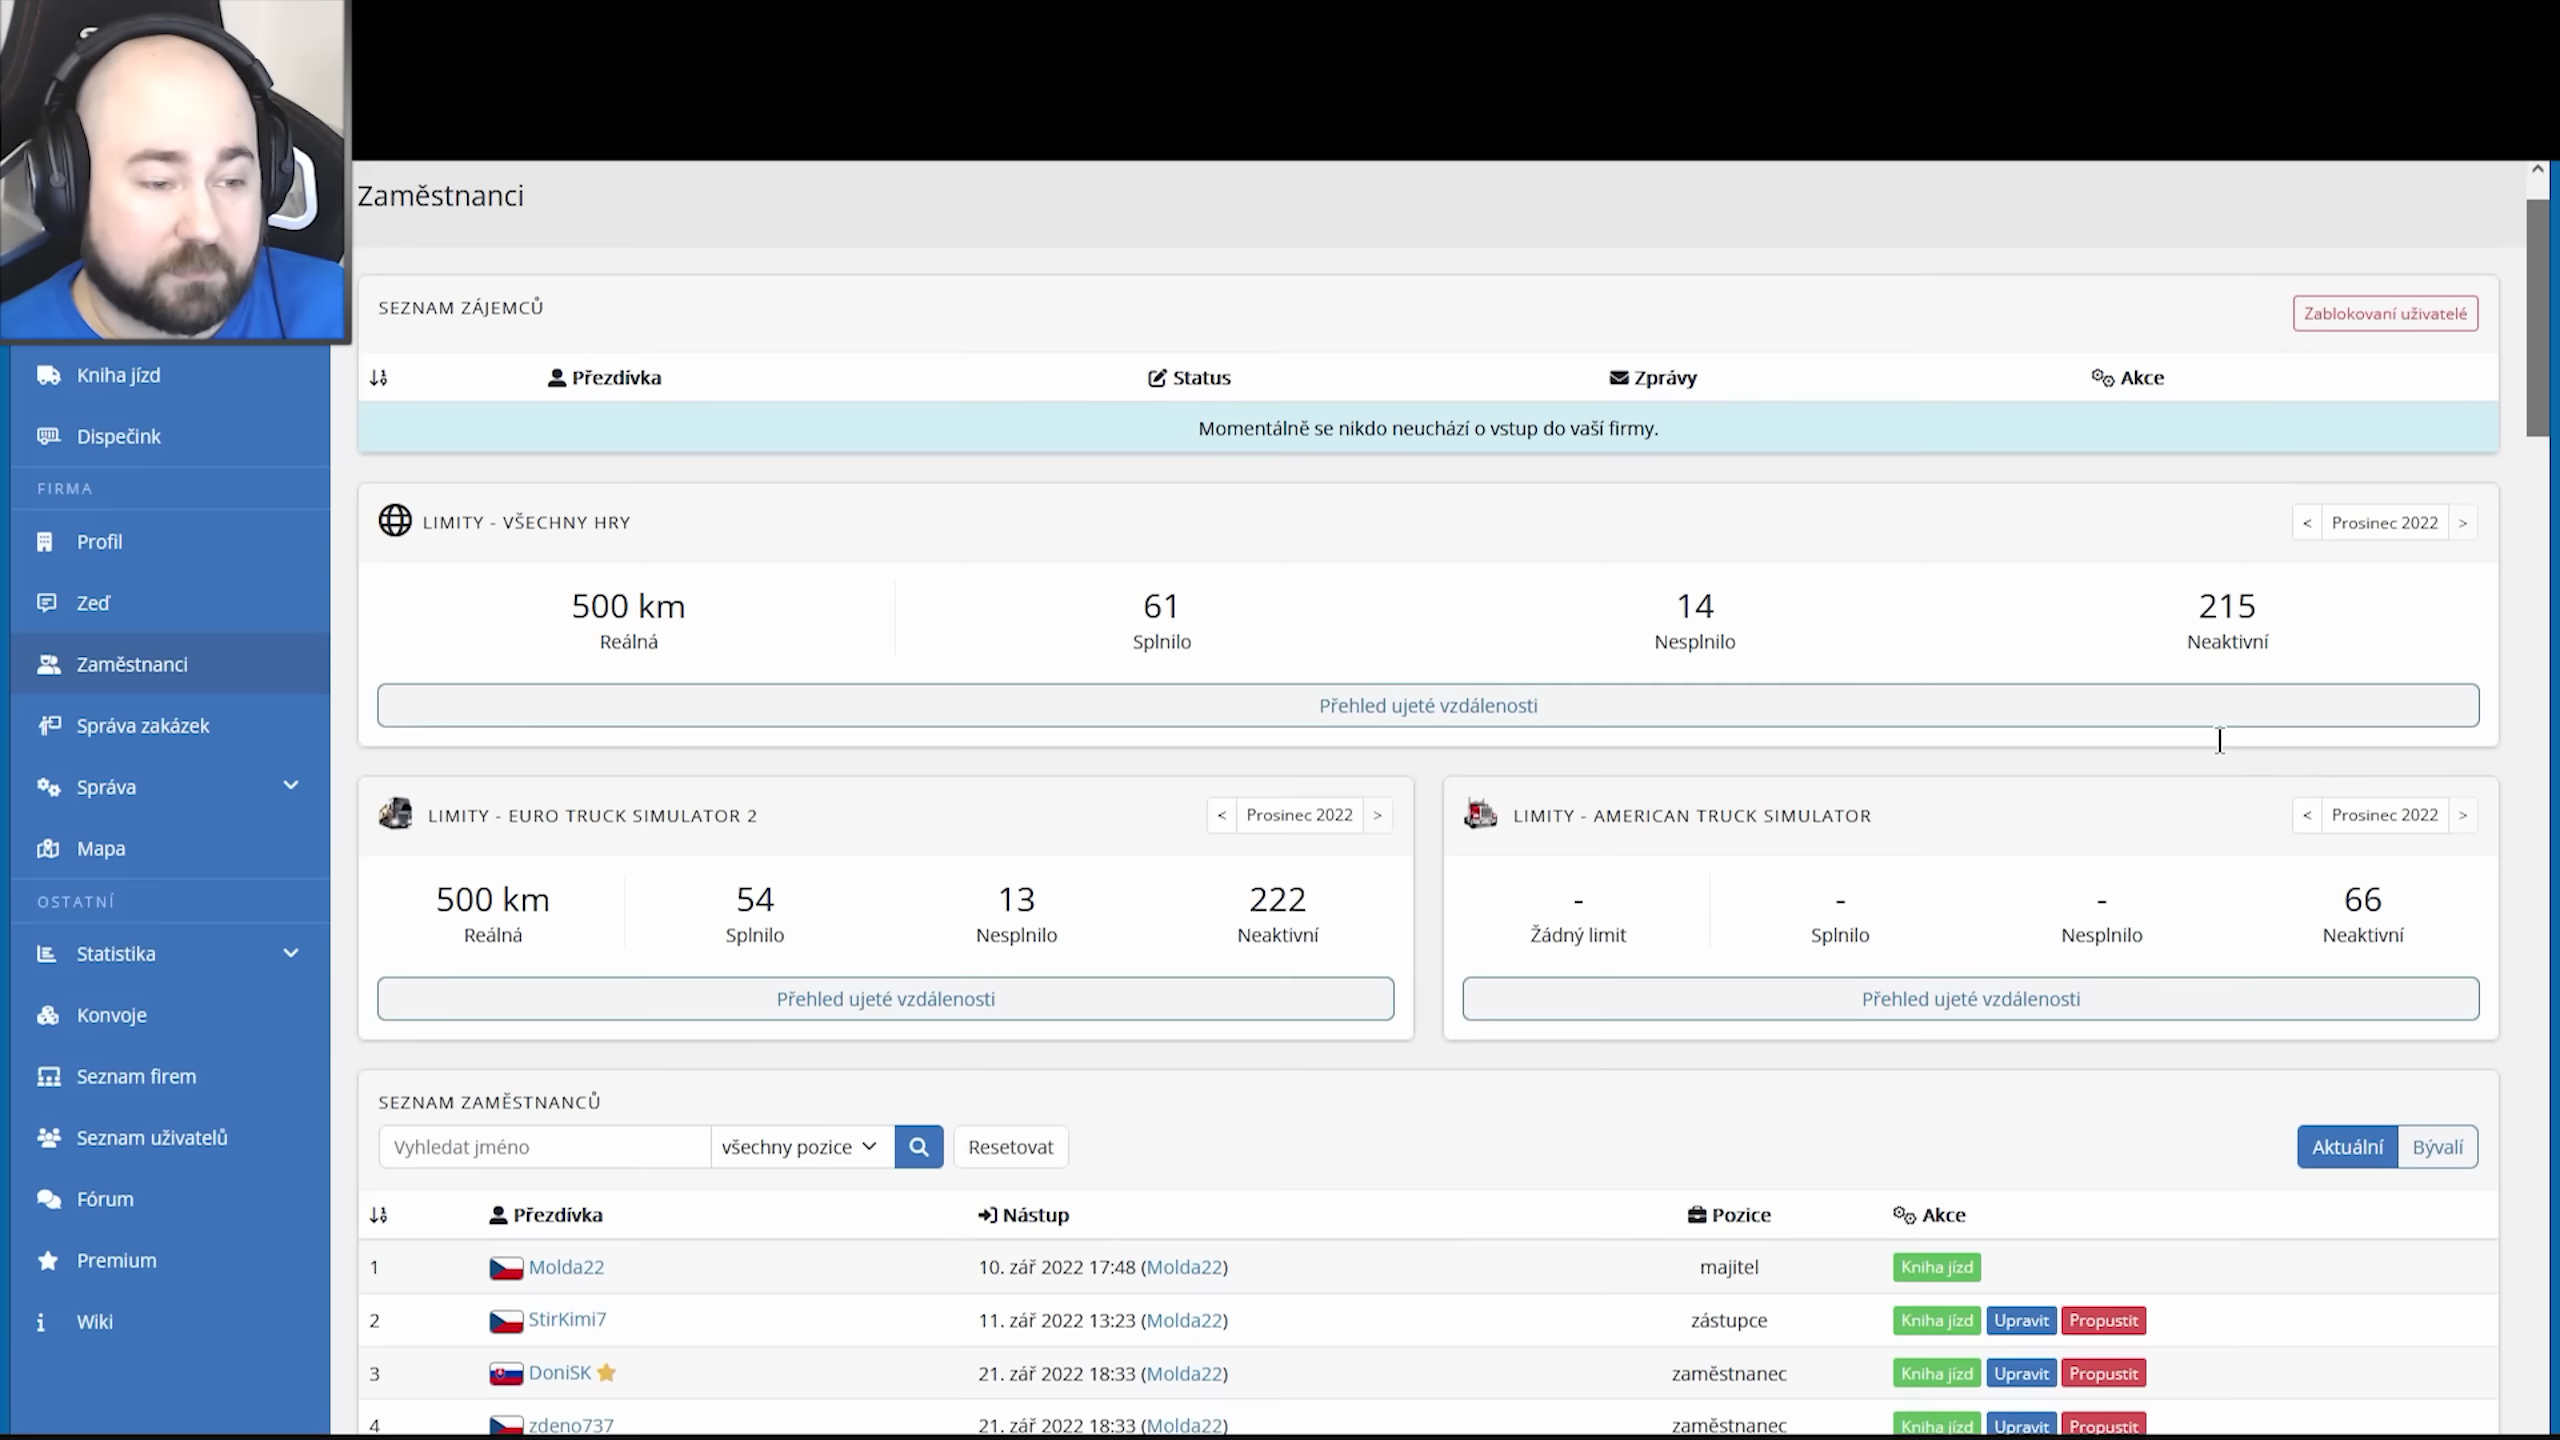 Zaměstnanci
SEZNAM ZÁJEMCŮ
Zablokovaní uživatelé
Přezdívka Status Zprávy Akce
Momentálně se nikdo neuchází o vstup do vaší firmy.
LIMITY - VŠECHNY HRY
< Prosinec 2022 >
500 km 61 14 215
Reálná Splnilo Nesplnilo Neaktivní
Přehled ujeté vzdálenosti
LIMITY - EURO TRUCK SIMULATOR 2
< Prosinec 2022 >
500 km 54 13 222
Reálná Splnilo Nesplnilo Neaktivní
Přehled ujeté vzdálenosti
LIMITY - AMERICAN TRUCK SIMULATOR
< Prosinec 2022 >
- - - 66
Žádný limit Splnilo Nesplnilo Neaktivní
Přehled ujeté vzdálenosti
SEZNAM ZAMĚSTNANCŮ
Vyhledat jméno všechny pozice Resetovat
Aktuální Bývalí
Přezdívka Nástup Pozice Akce
1 Molda22 10. zář 2022 17:48 (Molda22) majitel Kniha jízd
2 StirKimi7 11. zář 2022 13:23 (Molda22) zástupce Kniha jízd Upravit Propustit
3 DoniSK 21. zář 2022 18:33 (Molda22) zaměstnanec Kniha jízd Upravit Propustit
4 zdeno737 21. zář 2022 18:33 (Molda22) zaměstnanec Kniha jízd Upravit Propustit
Kniha jízd
Dispečink
FIRMA
Profil
Zeď
Zaměstnanci
Správa zakázek
Správa
Mapa
OSTATNÍ
Statistika
Konvoje
Seznam firem
Seznam uživatelů
Fórum
Premium
Wiki